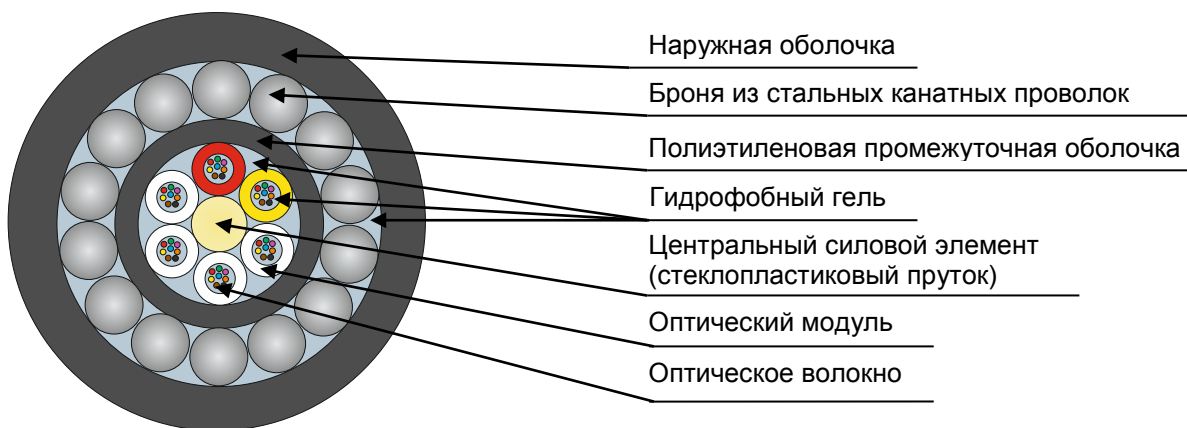 Наружная оболочка
Броня из стальных канатных проволок
Полиэтиленовая промежуточная оболочка
Гидрофобный гель
Центральный силовой элемент
(стеклопластиковый пруток)
Оптический модуль
Оптическое волокно